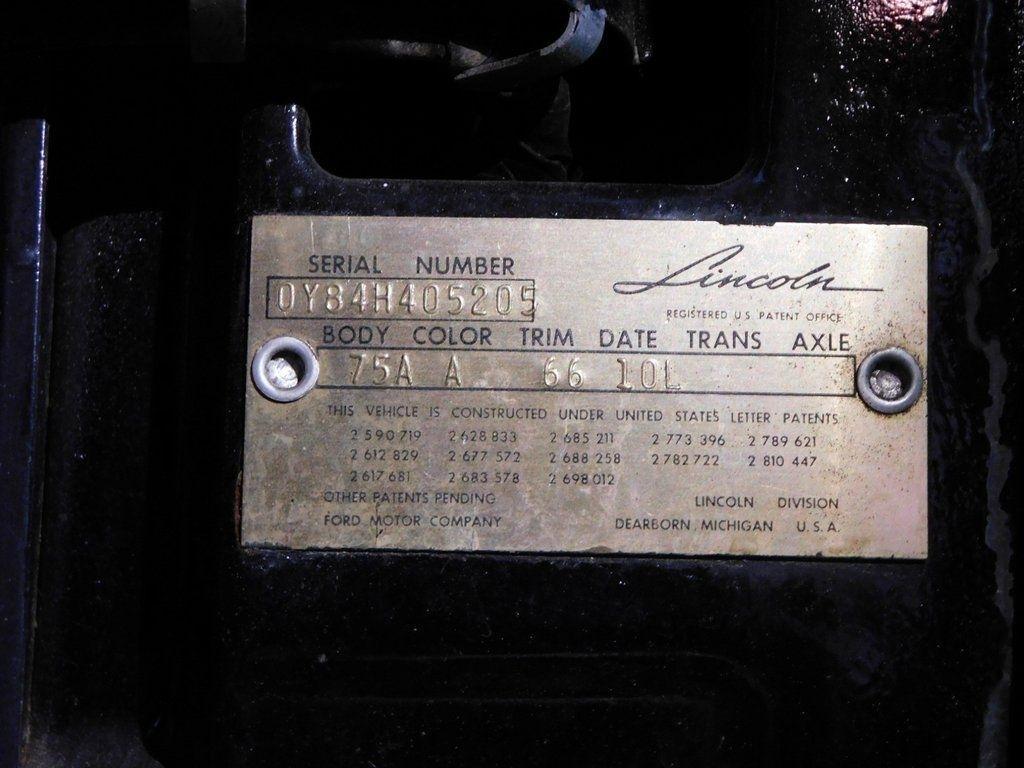 SERIAL NUMBER
0Y84H405205
Lincoln
REGISTERED U.S. PATENT OFFICE
BODY COLOR TRIM DATE TRANS AXLE
75A A 66 10L
THIS VEHICLE IS CONSTRUCTED UNDER UNITED STATES LETTER PATENTS
2 590 719 2 628 833 2 685 211 2 773 396 2 789 621
2 612 829 2 677 572 2 688 258 2 782 722 2 810 447
2 617 681 2 683 578 2 698 012
OTHER PATENTS PENDING LINCOLN DIVISION
FORD MOTOR COMPANY DEARBORN, MICHIGAN U.S.A.